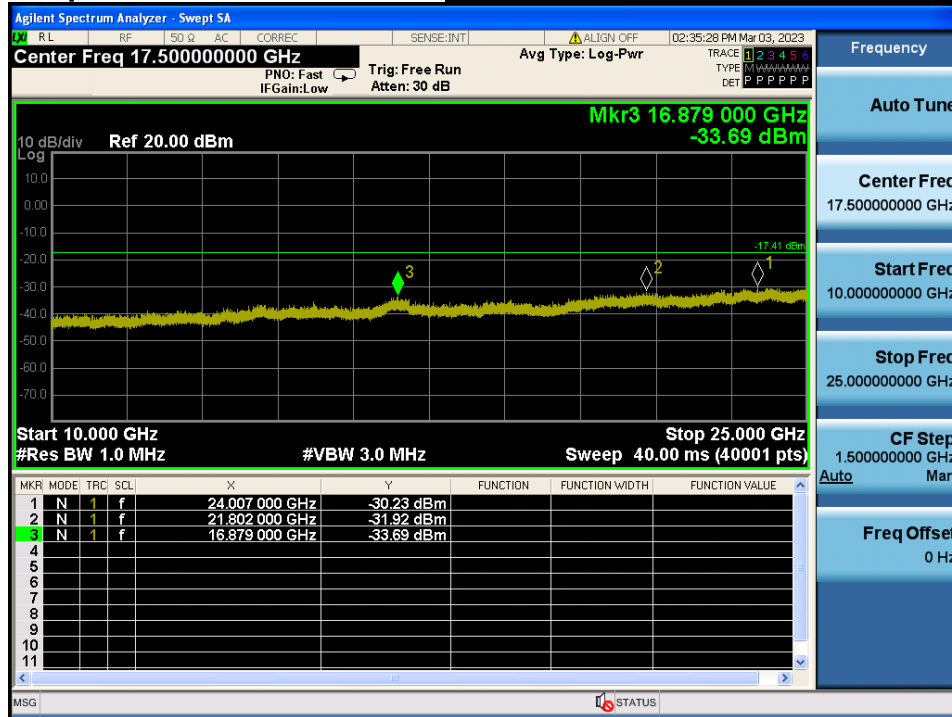 Agilent Spectrum Analyzer - Swept SA
LXI RL RF 50 Ω AC CORREC SENSE:INT ALIGN OFF 02:35:28 PM Mar 03, 2023
Center Freq 17.500000000 GHz
PNO: Fast
IFGain:Low
Trig: Free Run
Atten: 30 dB
Avg Type: Log-Pwr
TRACE 1 2 3 4 5 6
TYPE M WWWWW
DET P P P P P P
Mkr3 16.879 000 GHz
-33.69 dBm
10 dB/div Ref 20.00 dBm
Log
10.0
0.00
-10.0
-17.41 dBm
-20.0
3
2
1
-30.0
-40.0
-50.0
-60.0
-70.0
Start 10.000 GHz Stop 25.000 GHz
#Res BW 1.0 MHz #VBW 3.0 MHz Sweep 40.00 ms (40001 pts)
MKR MODE TRC SCL X Y FUNCTION FUNCTION WIDTH FUNCTION VALUE
1 N 1 f 24.007 000 GHz -30.23 dBm
2 N 1 f 21.802 000 GHz -31.92 dBm
3 N 1 f 16.879 000 GHz -33.69 dBm
4
5
6
7
8
9
10
11
MSG STATUS
Frequency
Auto Tune
Center Freq
17.500000000 GHz
Start Freq
10.000000000 GHz
Stop Freq
25.000000000 GHz
CF Step
1.500000000 GHz
Auto Man
Freq Offset
0 Hz